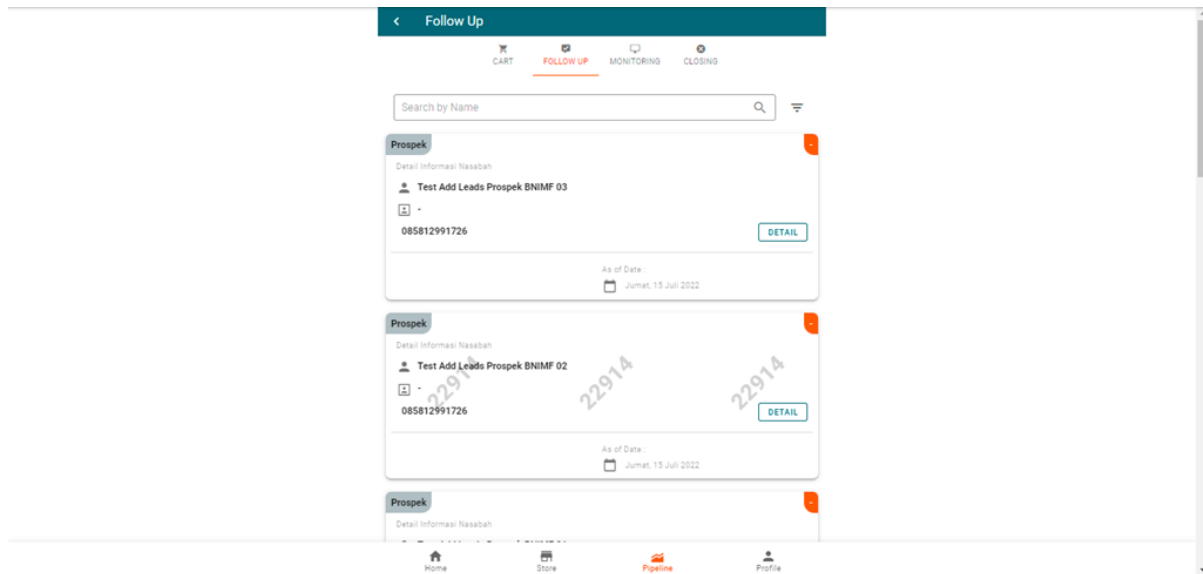 Follow Up
CART FOLLOW UP MONITORING CLOSING
Search by Name
Prospek -
Detail Informasi Nasabah
Test Add Leads Prospek BNIMF 03
-
085812991726 DETAIL
As of Date :
Jumat, 15 Juli 2022
Prospek -
Detail Informasi Nasabah
Test Add Leads Prospek BNIMF 02
22914 22914 22914
-
085812991726 DETAIL
As of Date :
Jumat, 15 Juli 2022
Prospek -
Detail Informasi Nasabah
Home Store Pipeline Profile